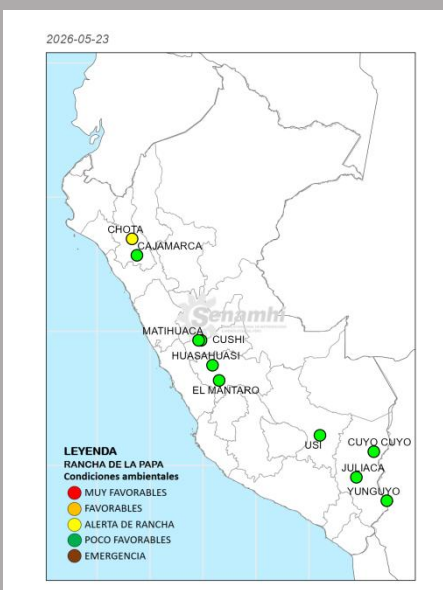 2026-05-23
CHOTA
CAJAMARCA
Senamhi
MATIHUACA
CUSHI
HUASAHUASI
EL MANTARO
USI
CUYO CUYO
JULIACA
YUNGUYO
LEYENDA
RANCHA DE LA PAPA
Condiciones ambientales
MUY FAVORABLES
FAVORABLES
ALERTA DE RANCHA
POCO FAVORABLES
EMERGENCIA